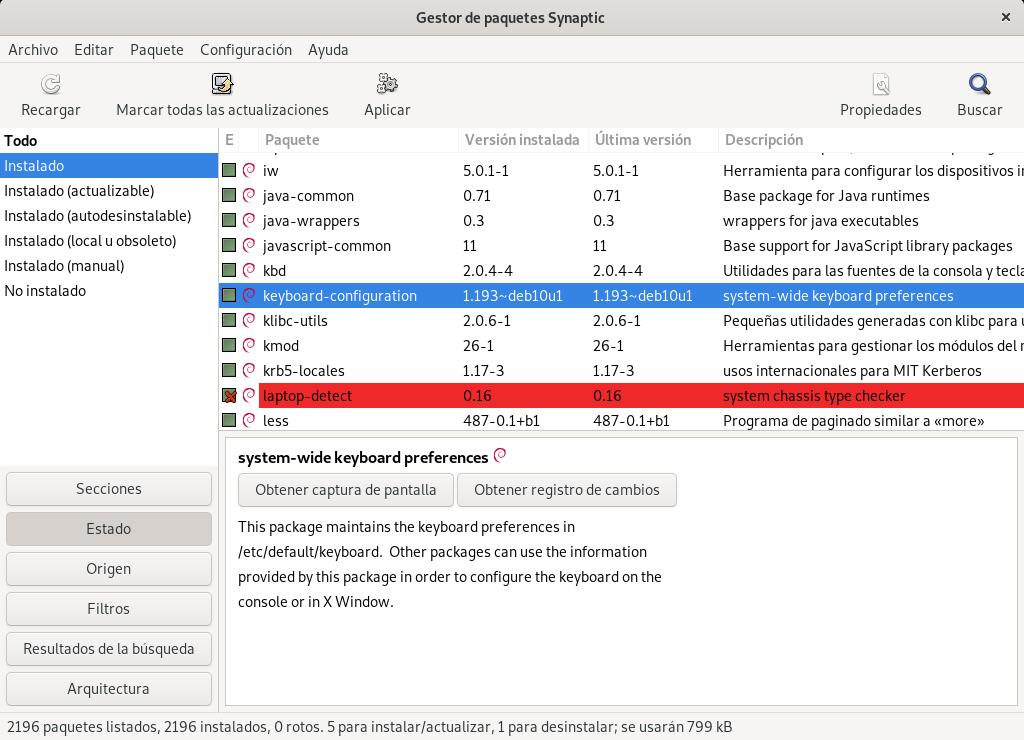 Gestor de paquetes Synaptic
Archivo Editar Paquete Configuración Ayuda
Recargar Marcar todas las actualizaciones Aplicar Propiedades Buscar
Todo
Instalado
Instalado (actualizable)
Instalado (autodesinstalable)
Instalado (local u obsoleto)
Instalado (manual)
No instalado
E Paquete Versión instalada Última versión Descripción
iw 5.0.1-1 5.0.1-1 Herramienta para configurar los dispositivos
java-common 0.71 0.71 Base package for Java runtimes
java-wrappers 0.3 0.3 wrappers for java executables
javascript-common 11 11 Base support for JavaScript library packages
kbd 2.0.4-4 2.0.4-4 Utilidades para las fuentes de la consola y
keyboard-configuration 1.193~deb10u1 1.193~deb10u1 system-wide keyboard preferences
klibc-utils 2.0.6-1 2.0.6-1 Pequeñas utilidades generadas con klibc para
kmod 26-1 26-1 Herramientas para gestionar los módulos del
krb5-locales 1.17-3 1.17-3 usos internacionales para MIT Kerberos
laptop-detect 0.16 0.16 system chassis type checker
less 487-0.1+b1 487-0.1+b1 Programa de paginado similar a «more»
system-wide keyboard preferences
Obtener captura de pantalla Obtener registro de cambios
This package maintains the keyboard preferences in
/etc/default/keyboard. Other packages can use the information
provided by this package in order to configure the keyboard on the
console or in X Window.
Secciones
Estado
Origen
Filtros
Resultados de la búsqueda
Arquitectura
2196 paquetes listados, 2196 instalados, 0 rotos. 5 para instalar/actualizar, 1 para desinstalar; se usarán 799 kB